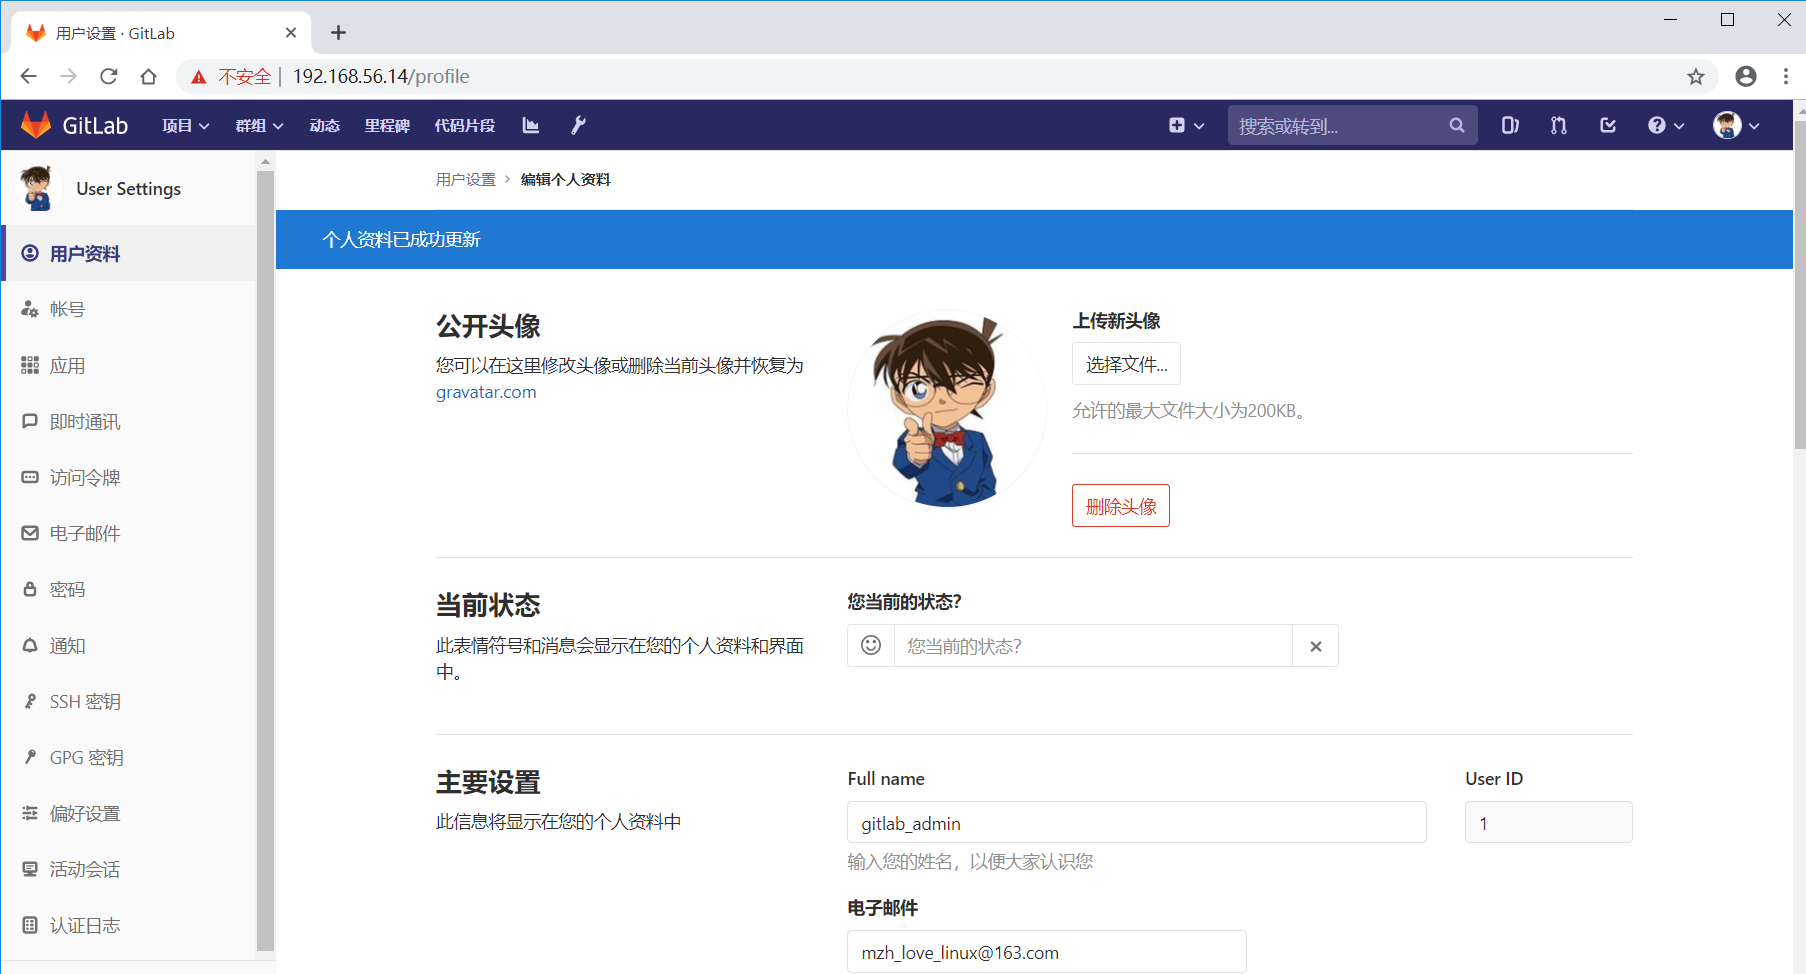 用户设置 · GitLab
不安全 | 192.168.56.14/profile
GitLab 项目 群组 动态 里程碑 代码片段 搜索或转到...
User Settings
用户资料
帐号
应用
即时通讯
访问令牌
电子邮件
密码
通知
SSH 密钥
GPG 密钥
偏好设置
活动会话
认证日志
用户设置 › 编辑个人资料
个人资料已成功更新
公开头像
您可以在这里修改头像或删除当前头像并恢复为
gravatar.com
上传新头像
选择文件...
允许的最大文件大小为200KB。
删除头像
当前状态
此表情符号和消息会显示在您的个人资料和界面
中。
您当前的状态?
您当前的状态?
主要设置
此信息将显示在您的个人资料中
Full name
gitlab_admin
输入您的姓名，以便大家认识您
User ID
1
电子邮件
mzh_love_linux@163.com